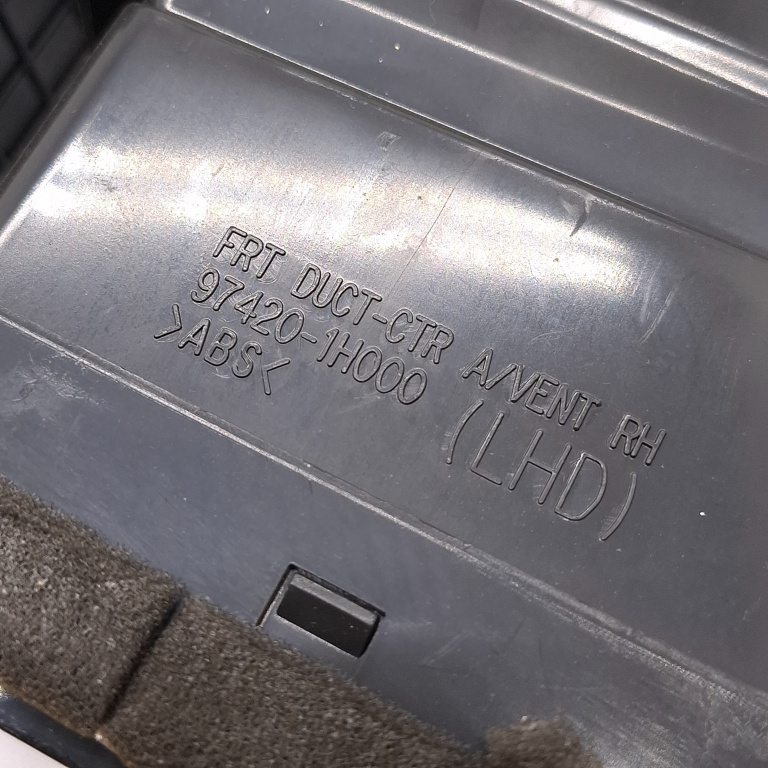 FRT DUCT-CTR A/VENT RH
97420-1H000 (LHD)
>ABS<